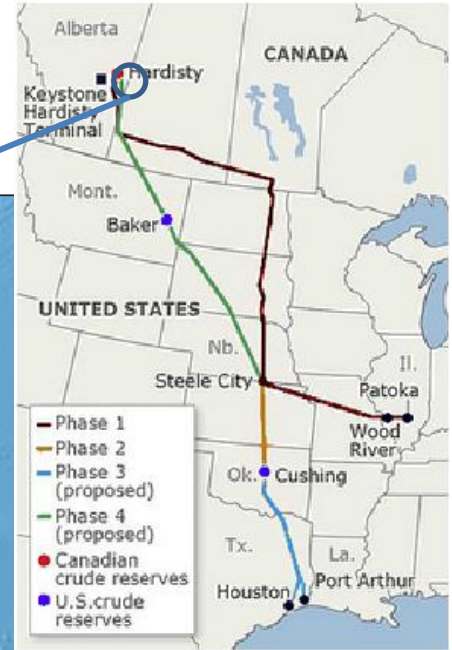 Alberta
CANADA
Hardisty
Keystone
Hardisty
Terminal
Mont.
Baker
UNITED STATES
Nb.
Steele City
Il.
Patoka
Wood
River
Phase 1
Phase 2
Phase 3
(proposed)
Phase 4
(proposed)
Canadian
crude reserves
U.S.crude
reserves
Ok.
Cushing
Tx.
La.
Houston
Port Arthur